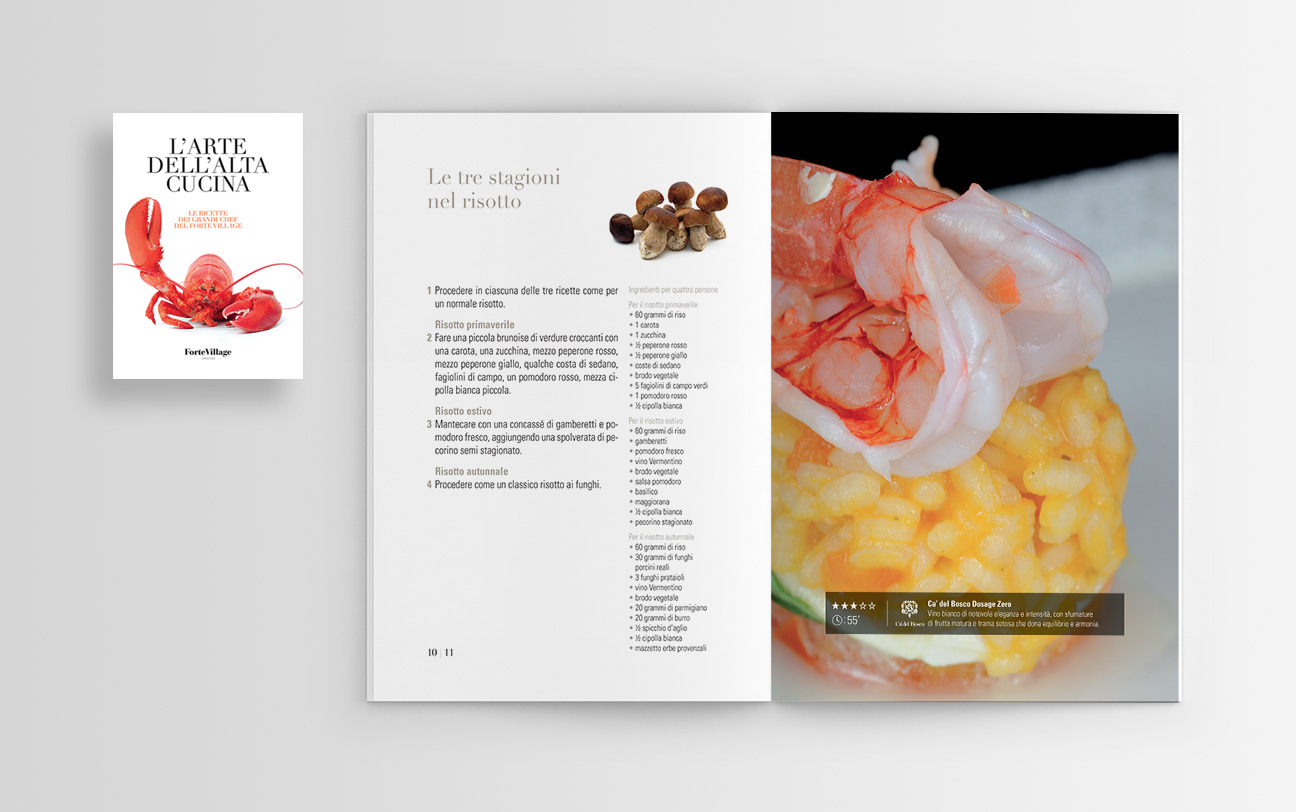 L'ARTE
DELL'ALTA
CUCINA
LE RICETTE
DEI GRANDI CHEF
DEL FORTE VILLAGE
ForteVillage
Le tre stagioni
nel risotto
1 Procedere in ciascuna delle tre ricette come per
un normale risotto.
Risotto primaverile
2 Fare una piccola brunoise di verdure croccanti con
una carota, una zucchina, mezzo peperone rosso,
mezzo peperone giallo, qualche costa di sedano,
fagiolini di campo, un pomodoro rosso, mezza ci-
polla bianca piccola.
Risotto estivo
3 Mantecare con una concassé di gamberetti e po-
modoro fresco, aggiungendo una spolverata di pe-
corino semi stagionato.
Risotto autunnale
4 Procedere come un classico risotto ai funghi.
Ingredienti per quattro persone
Per il risotto primaverile
+ 60 grammi di riso
+ 1 carota
+ 1 zucchina
+ ½ peperone rosso
+ ½ peperone giallo
+ coste di sedano
+ brodo vegetale
+ 5 fagiolini di campo verdi
+ 1 pomodoro rosso
+ ½ cipolla bianca
Per il risotto estivo
+ 60 grammi di riso
+ gamberetti
+ pomodoro fresco
+ vino Vermentino
+ brodo vegetale
+ salsa pomodoro
+ basilico
+ maggiorana
+ ½ cipolla bianca
+ pecorino stagionato
Per il risotto autunnale
+ 60 grammi di riso
+ 30 grammi di funghi
porcini reali
+ 3 funghi prataioli
+ vino Vermentino
+ brodo vegetale
+ 20 grammi di parmigiano
+ 20 grammi di burro
+ ½ spicchio d'aglio
+ ½ cipolla bianca
+ mazzetto erbe provenzali
10 | 11
★★★☆☆
: 55'
Ca' del Bosco
Ca' del Bosco Dosage Zero
Vino bianco di notevole eleganza e intensità, con sfumature
di frutta matura e trama setosa che dona equilibrio e armonia.